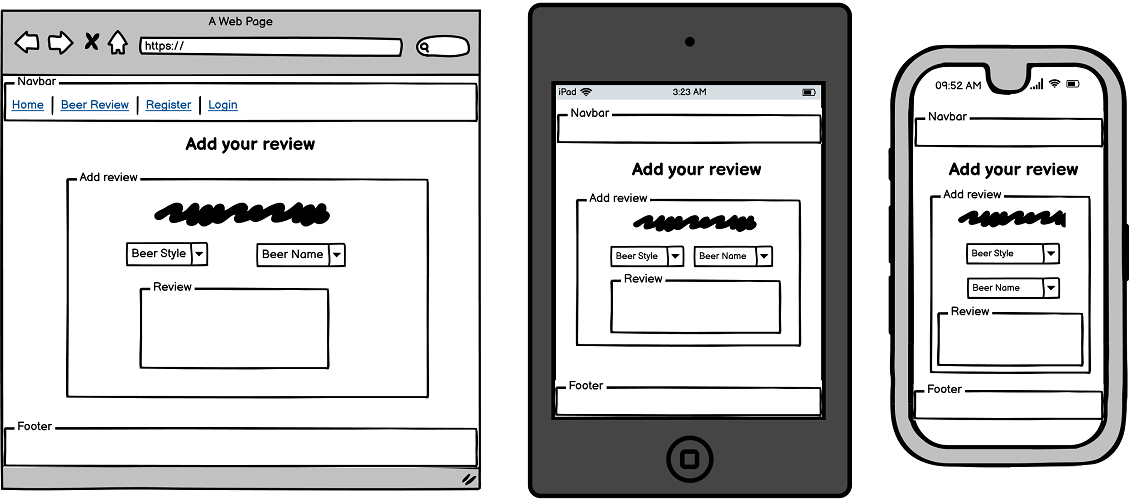 A Web Page
https://
Navbar
Home | Beer Review | Register | Login
Add your review
Add review
Beer Style
Beer Name
Review
Footer
iPad
3:23 AM
Navbar
Add your review
Add review
Beer Style
Beer Name
Review
Footer
09:52 AM
Navbar
Add your review
Add review
Beer Style
Beer Name
Review
Footer